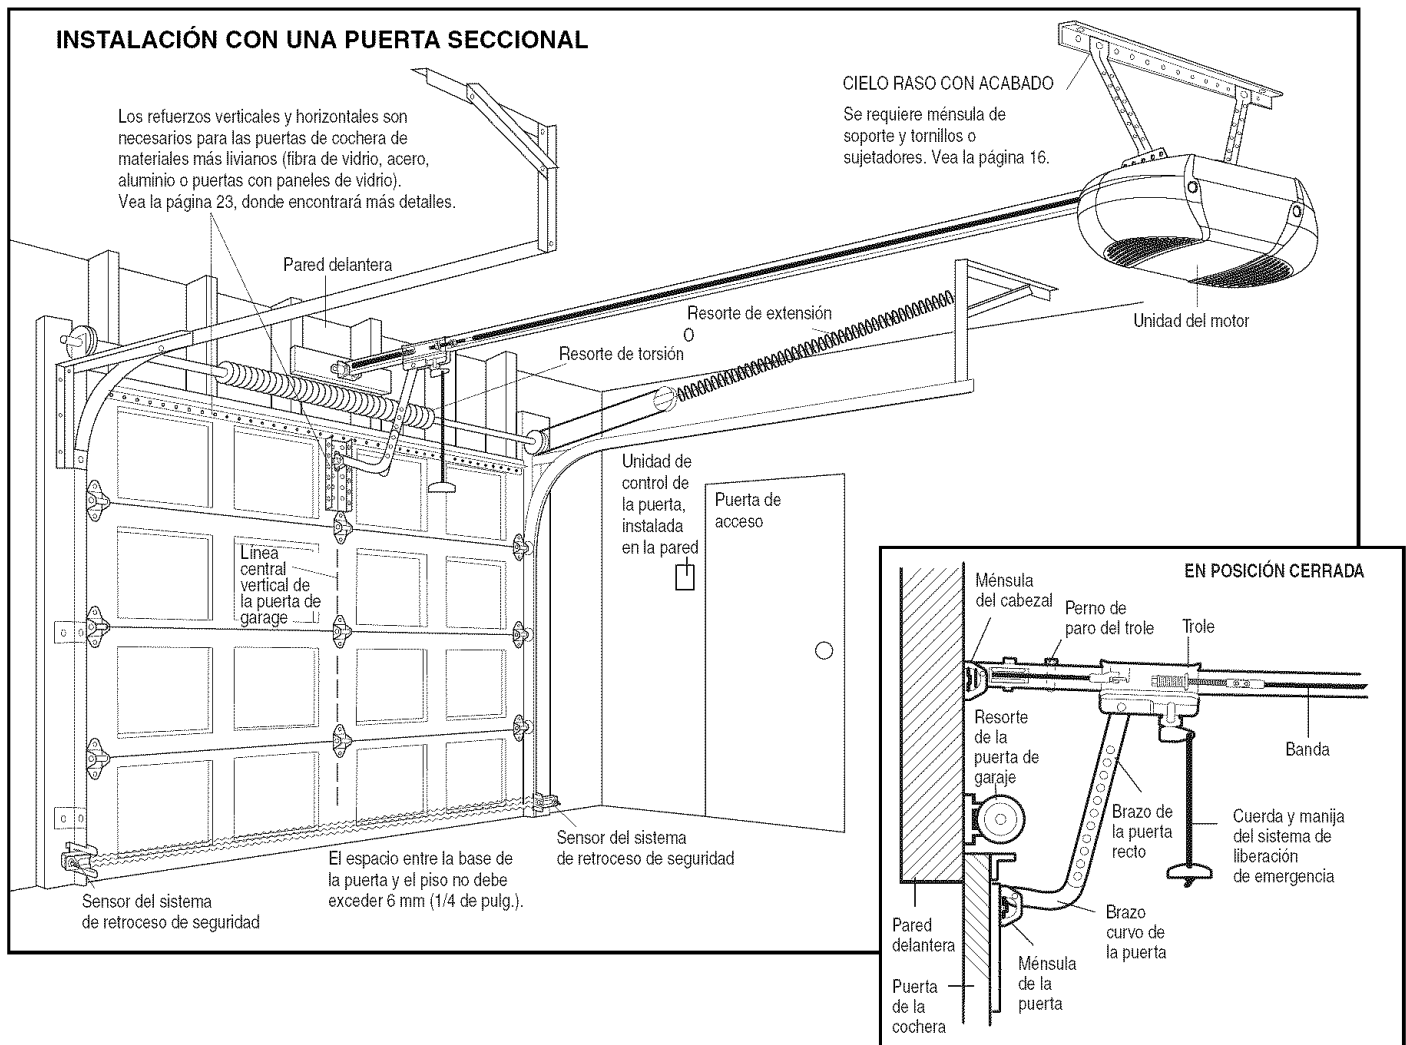 INSTALACIÓN CON UNA PUERTA SECCIONAL
Los refuerzos verticales y horizontales son
necesarios para las puertas de cochera de
materiales más livianos (fibra de vidrio, acero,
aluminio o puertas con paneles de vidrio).
Vea la página 23, donde encontrará más detalles.
CIELO RASO CON ACABADO
Se requiere ménsula de
soporte y tornillos o
sujetadores. Vea la página 16.
Pared delantera
Resorte de extensión
O
Resorte de torsión
Unidad del motor
Unidad de
control de
la puerta,
instalada
en la pared
Puerta de
acceso
Línea
central
vertical de
la puerta de
garage
Sensor del sistema
de retroceso de seguridad
El espacio entre la base de
la puerta y el piso no debe
exceder 6 mm (1/4 de pulg.).
Sensor del sistema
de retroceso de seguridad
EN POSICIÓN CERRADA
Ménsula
del cabezal
Perno de
paro del trole
Trole
Resorte
de la
puerta de
garaje
Banda
Brazo de
la puerta
recto
Cuerda y manija
del sistema de
liberación
de emergencia
Pared
delantera
Brazo
curvo de
la puerta
Ménsula
de la
puerta
Puerta
de la
cochera